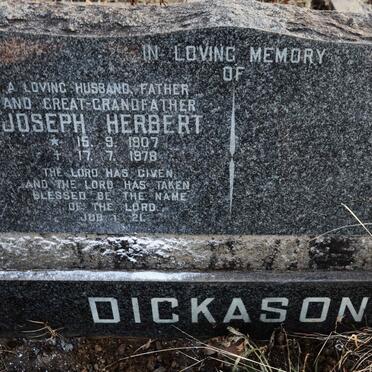 IN LOVING MEMORY
OF
A LOVING HUSBAND, FATHER
AND GREAT-GRANDFATHER
JOSEPH HERBERT
* 15. 9. 1907
+ 17. 7. 1978
THE LORD HAS GIVEN
AND THE LORD HAS TAKEN
BLESSED BE THE NAME
OF THE LORD.
JOB 1 21
DICKASON